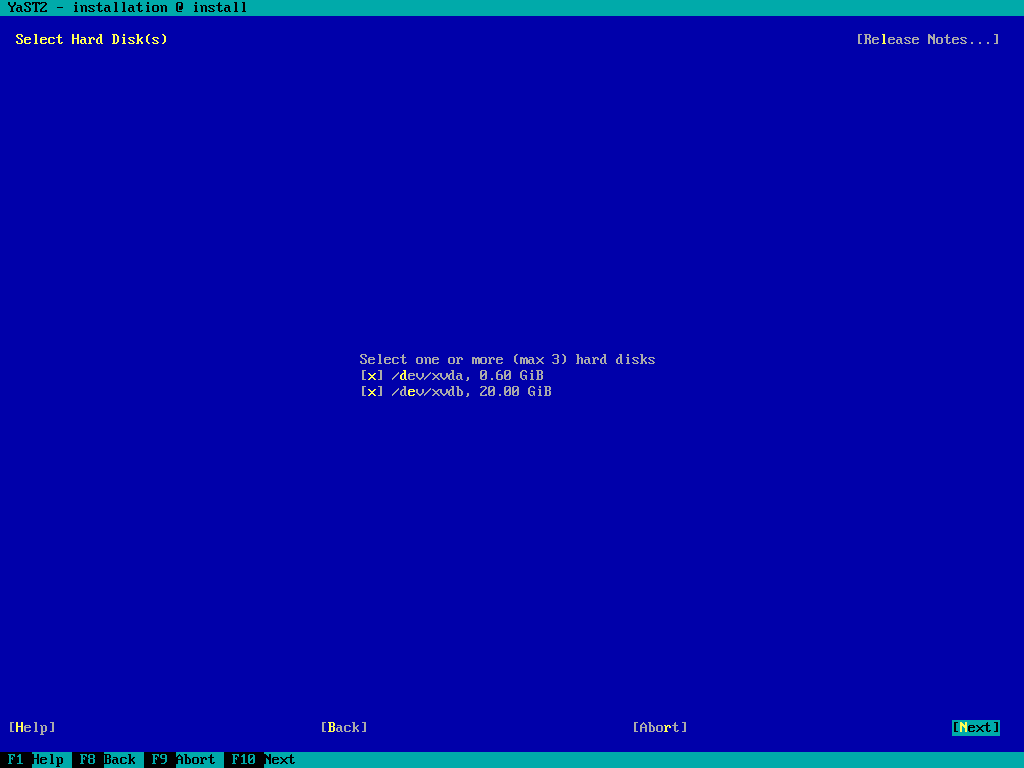 YaST2 - installation @ install
Select Hard Disk(s) [Release Notes...]
Select one or more (max 3) hard disks
[x] /dev/xvda, 0.60 GiB
[x] /dev/xvdb, 20.00 GiB
[Help] [Back] [Abort] [Next]
F1 Help F8 Back F9 Abort F10 Next